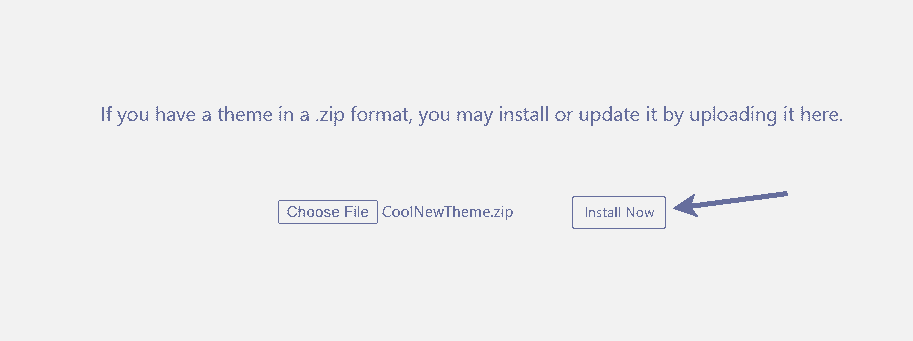 If you have a theme in a .zip format, you may install or update it by uploading it here.
Choose File CoolNewTheme.zip Install Now